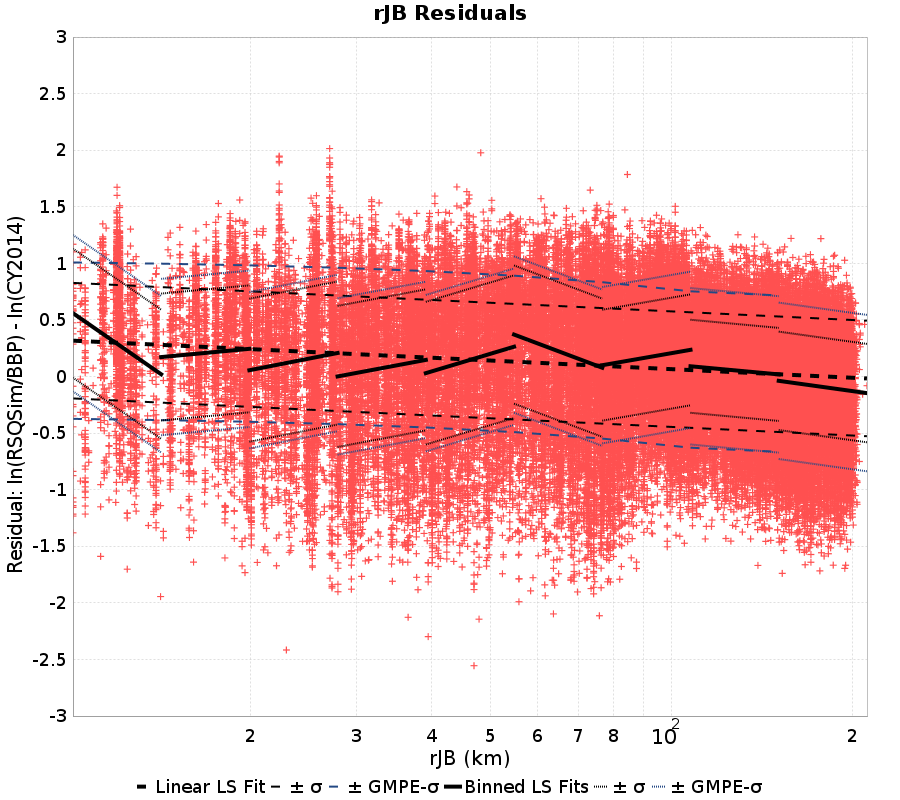 rJB Residuals
3
2.5
2
1.5
1
0.5
0
-0.5
-1
-1.5
-2
-2.5
-3
Residual: ln(RSQSim/BBP) - ln(CY2014)
2 3 4 5 6 7 8 10² 2
rJB (km)
Linear LS Fit ± σ ± GMPE-σ Binned LS Fits ± σ ± GMPE-σ